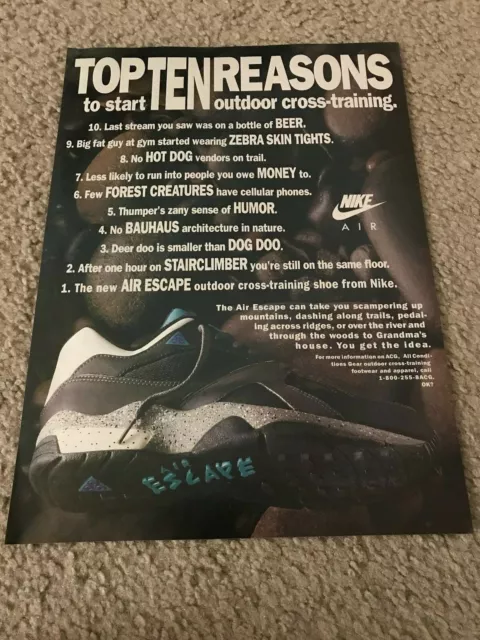 TOP TEN REASONS
to start outdoor cross-training.
10. Last stream you saw was on a bottle of BEER.
9. Big fat guy at gym started wearing ZEBRA SKIN TIGHTS.
8. No HOT DOG vendors on trail.
7. Less likely to run into people you owe MONEY to.
6. Few FOREST CREATURES have cellular phones.
5. Thumper's zany sense of HUMOR.
4. No BAUHAUS architecture in nature.
3. Deer doo is smaller than DOG DOO.
2. After one hour on STAIRCLIMBER you're still on the same floor.
1. The new AIR ESCAPE outdoor cross-training shoe from Nike.
NIKE
AIR
The Air Escape can take you scampering up
mountains, dashing along trails, pedal-
ing across ridges, or over the river and
through the woods to Grandma's
house. You get the idea.
For more information on ACG, All Condi-
tions Gear outdoor cross-training
footwear and apparel, call
1-800-255-8ACG.
OK?
AIR
ESCAPE